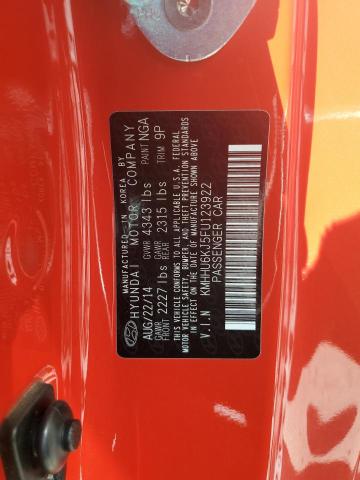 MANUFACTURED IN KOREA BY
HYUNDAI MOTOR COMPANY
AUG/22/14 GVWR 4343 lbs PAINT NGA
GAWR FRONT 2227 lbs GAWR REAR 2315 lbs TRIM 9P
THIS VEHICLE CONFORMS TO ALL APPLICABLE U.S.A. FEDERAL
MOTOR VEHICLE SAFETY, BUMPER, AND THEFT PREVENTION STANDARDS
IN EFFECT ON THE DATE OF MANUFACTURE SHOWN ABOVE.
V.I.N KMHHU6KJ5FU123922
PASSENGER CAR